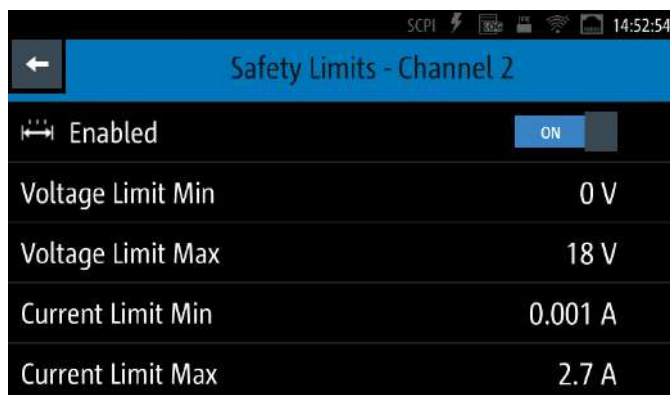 SCPI 14:52:54
Safety Limits - Channel 2
Enabled ON
Voltage Limit Min 0 V
Voltage Limit Max 18 V
Current Limit Min 0.001 A
Current Limit Max 2.7 A